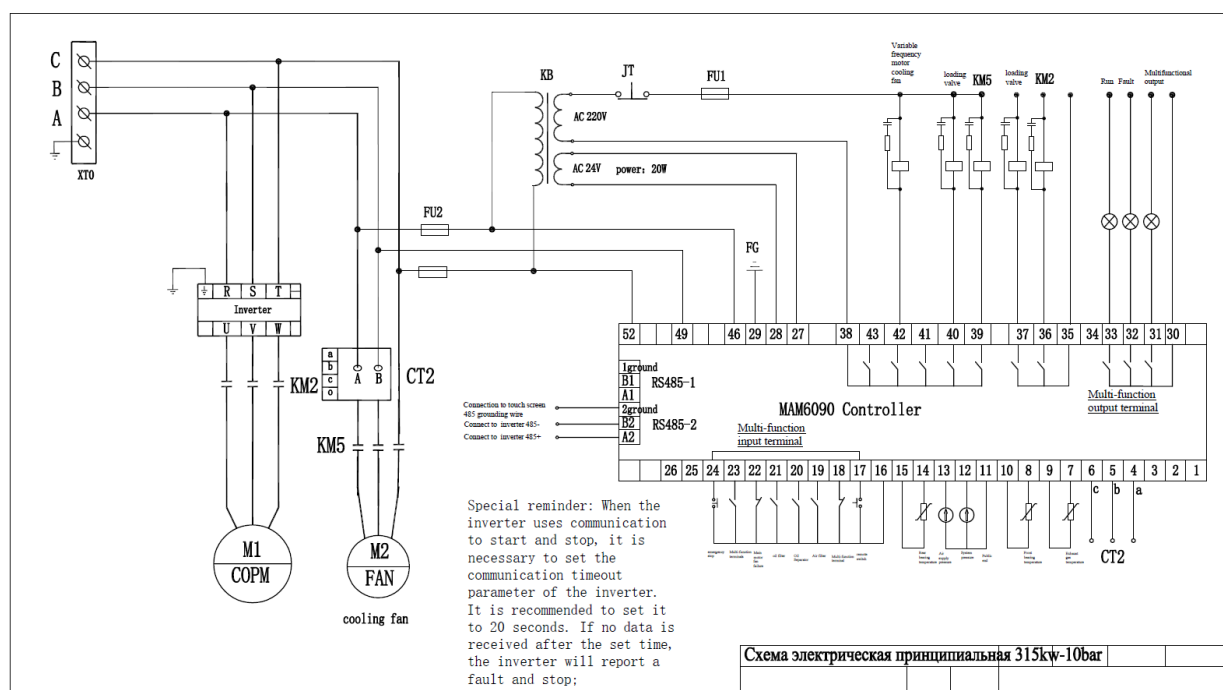 C
B
A
XT0
KB
JT
FU1
AC 220V
AC 24V power: 20W
Variable
frequency
motor
cooling
fan
loading
valve
KM5
loading
valve
KM2
Run Fault
Multifunctional
output
FU2
FG
R S T
Inverter
U V W
KM2
a
b
c
o
A B
CT2
KM5
M1
COPM
M2
FAN
cooling fan
52 49 46 29 28 27 38 43 42 41 40 39 37 36 35 34 33 32 31 30
1ground
B1 RS485-1
A1
2ground
B2 RS485-2
A2
Connection to touch screen
485 grounding wire
Connect to inverter 485-
Connect to inverter 485+
MAM6090 Controller
Multi-function
output terminal
Multi-function
input terminal
26 25 24 23 22 21 20 19 18 17 16 15 14 13 12 11 10 8 9 7 6 5 4 3 2 1
c b a
CT2
Special reminder: When the
inverter uses communication
to start and stop, it is
necessary to set the
communication timeout
parameter of the inverter.
It is recommended to set it
to 20 seconds. If no data is
received after the set time,
the inverter will report a
fault and stop;
Схема электрическая принципиальная 315kw-10bar